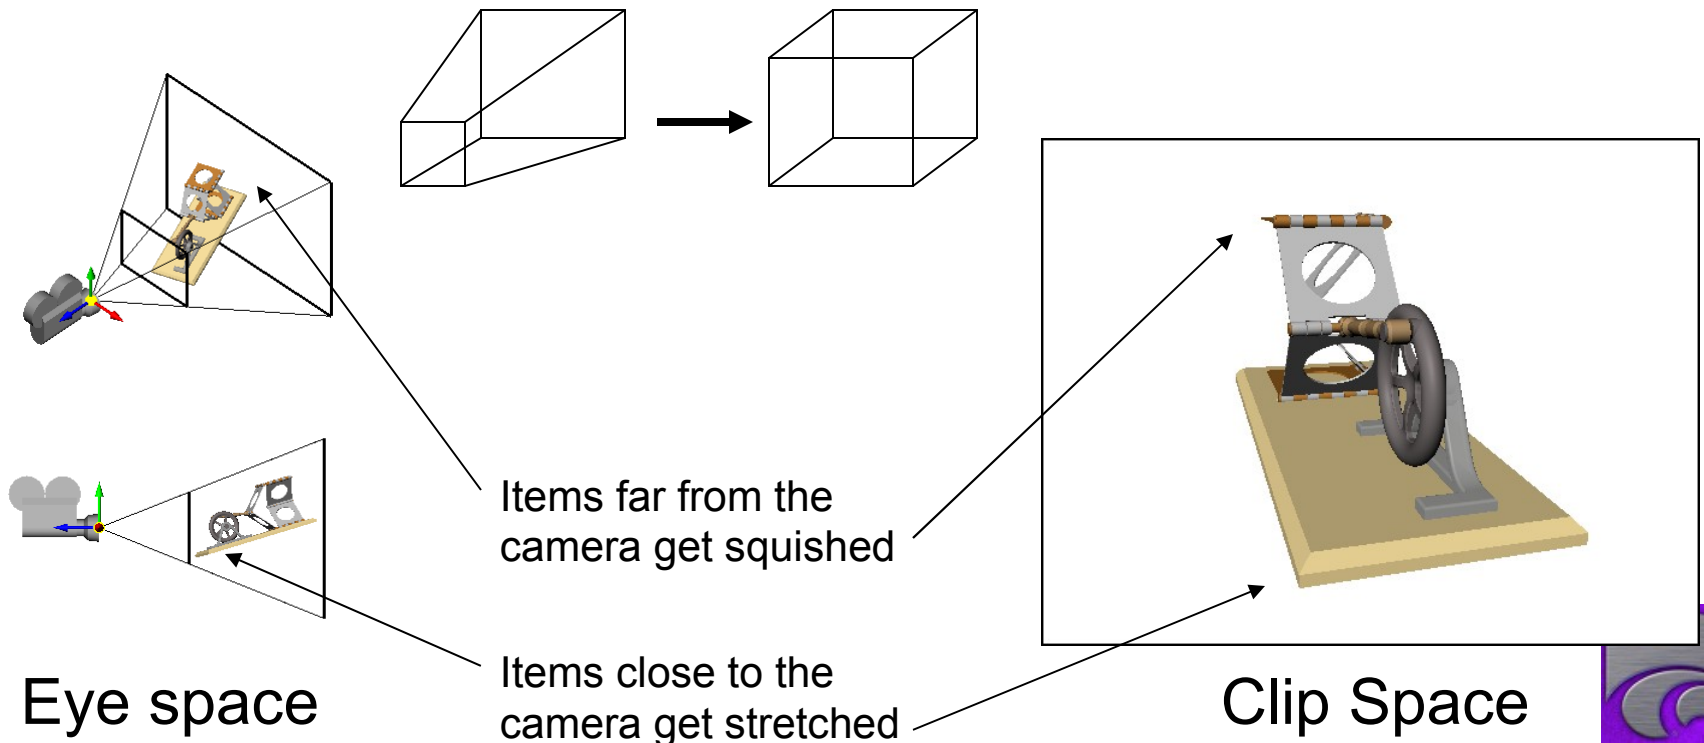 Items far from the
camera get squished
Items close to the
camera get stretched
Eye space
Clip Space